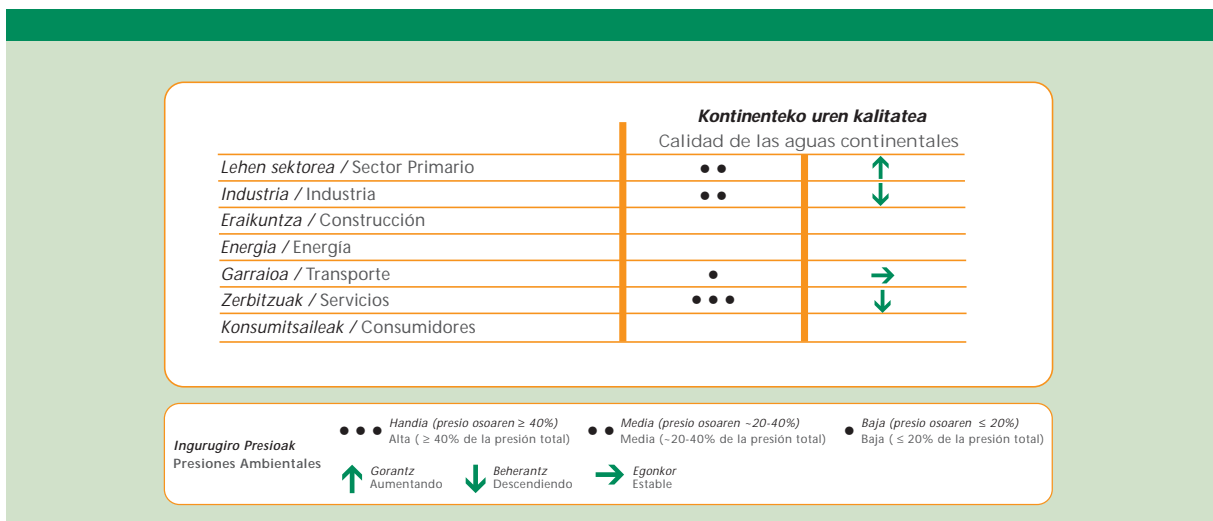 Kontinenteko uren kalitatea
Calidad de las aguas continentales
Lehen sektorea / Sector Primario
Industria / Industria
Eraikuntza / Construcción
Energia / Energía
Garraioa / Transporte
Zerbitzuak / Servicios
Konsumitsaileak / Consumidores
Ingurugiro Presioak
Presiones Ambientales
Handia (presio osoaren ≥ 40%)
Alta ( ≥ 40% de la presión total)
Media (presio osoaren ~20-40%)
Media (~20-40% de la presión total)
Baja (presio osoaren ≤ 20%)
Baja ( ≤ 20% de la presión total)
Gorantz
Aumentando
Beherantz
Descendiendo
Egonkor
Estable